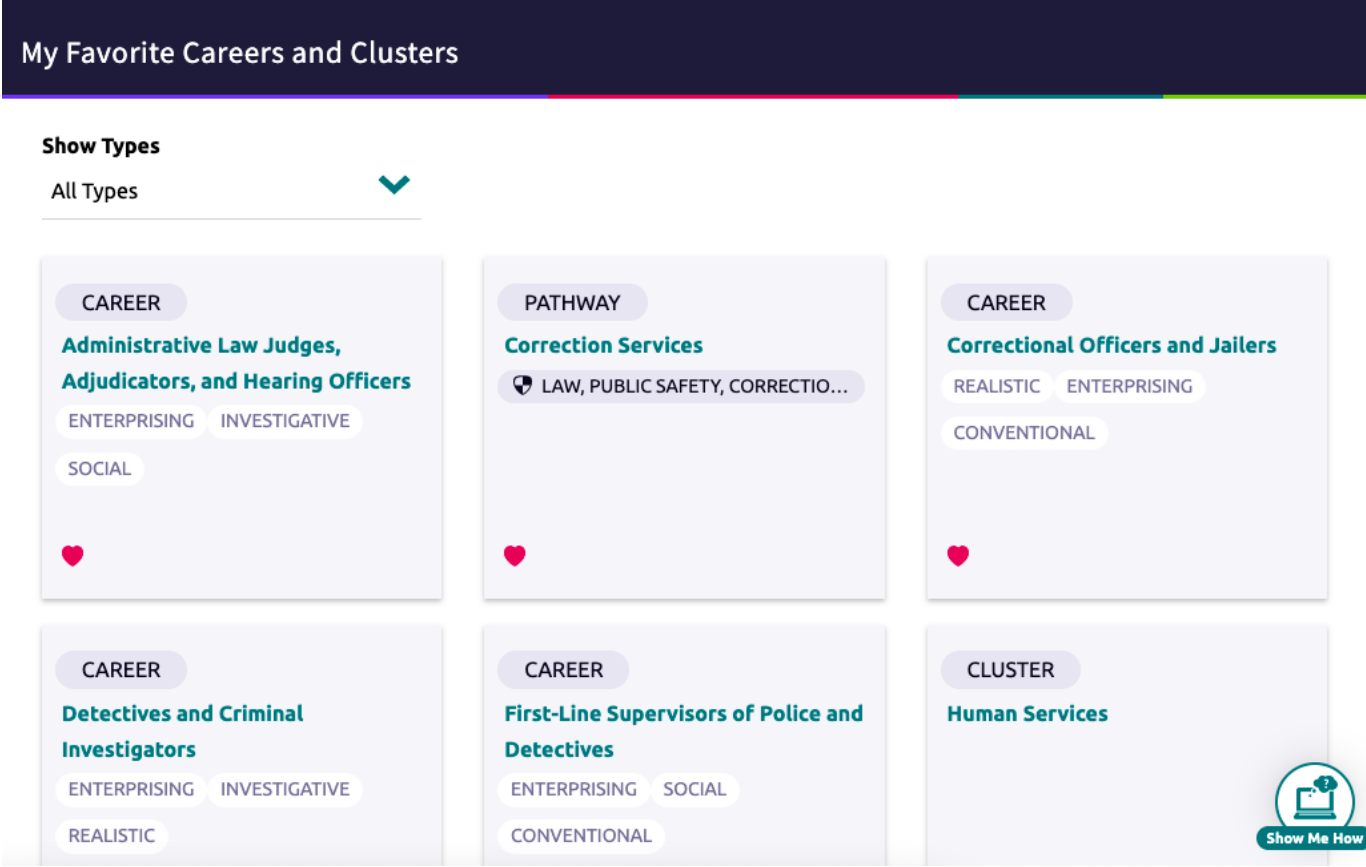 My Favorite Careers and Clusters
Show Types
All Types
CAREER
Administrative Law Judges,
Adjudicators, and Hearing Officers
ENTERPRISING INVESTIGATIVE
SOCIAL
PATHWAY
Correction Services
LAW, PUBLIC SAFETY, CORRECTIO...
CAREER
Correctional Officers and Jailers
REALISTIC ENTERPRISING
CONVENTIONAL
CAREER
Detectives and Criminal
Investigators
ENTERPRISING INVESTIGATIVE
REALISTIC
CAREER
First-Line Supervisors of Police and
Detectives
ENTERPRISING SOCIAL
CONVENTIONAL
CLUSTER
Human Services
?
Show Me How